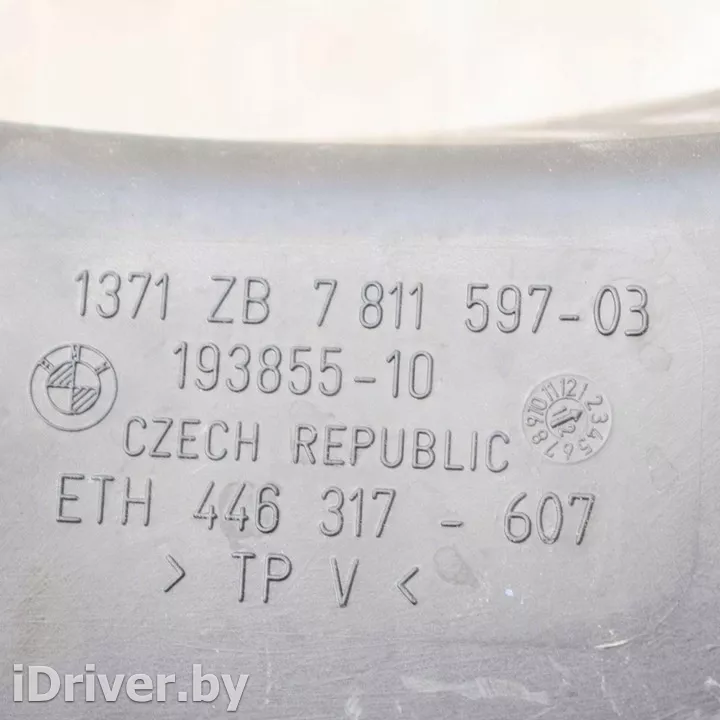 1371 ZB 7 811 597-03
193855-10
CZECH REPUBLIC
ETH 446 317 - 607
> TP V <
iDriver.by